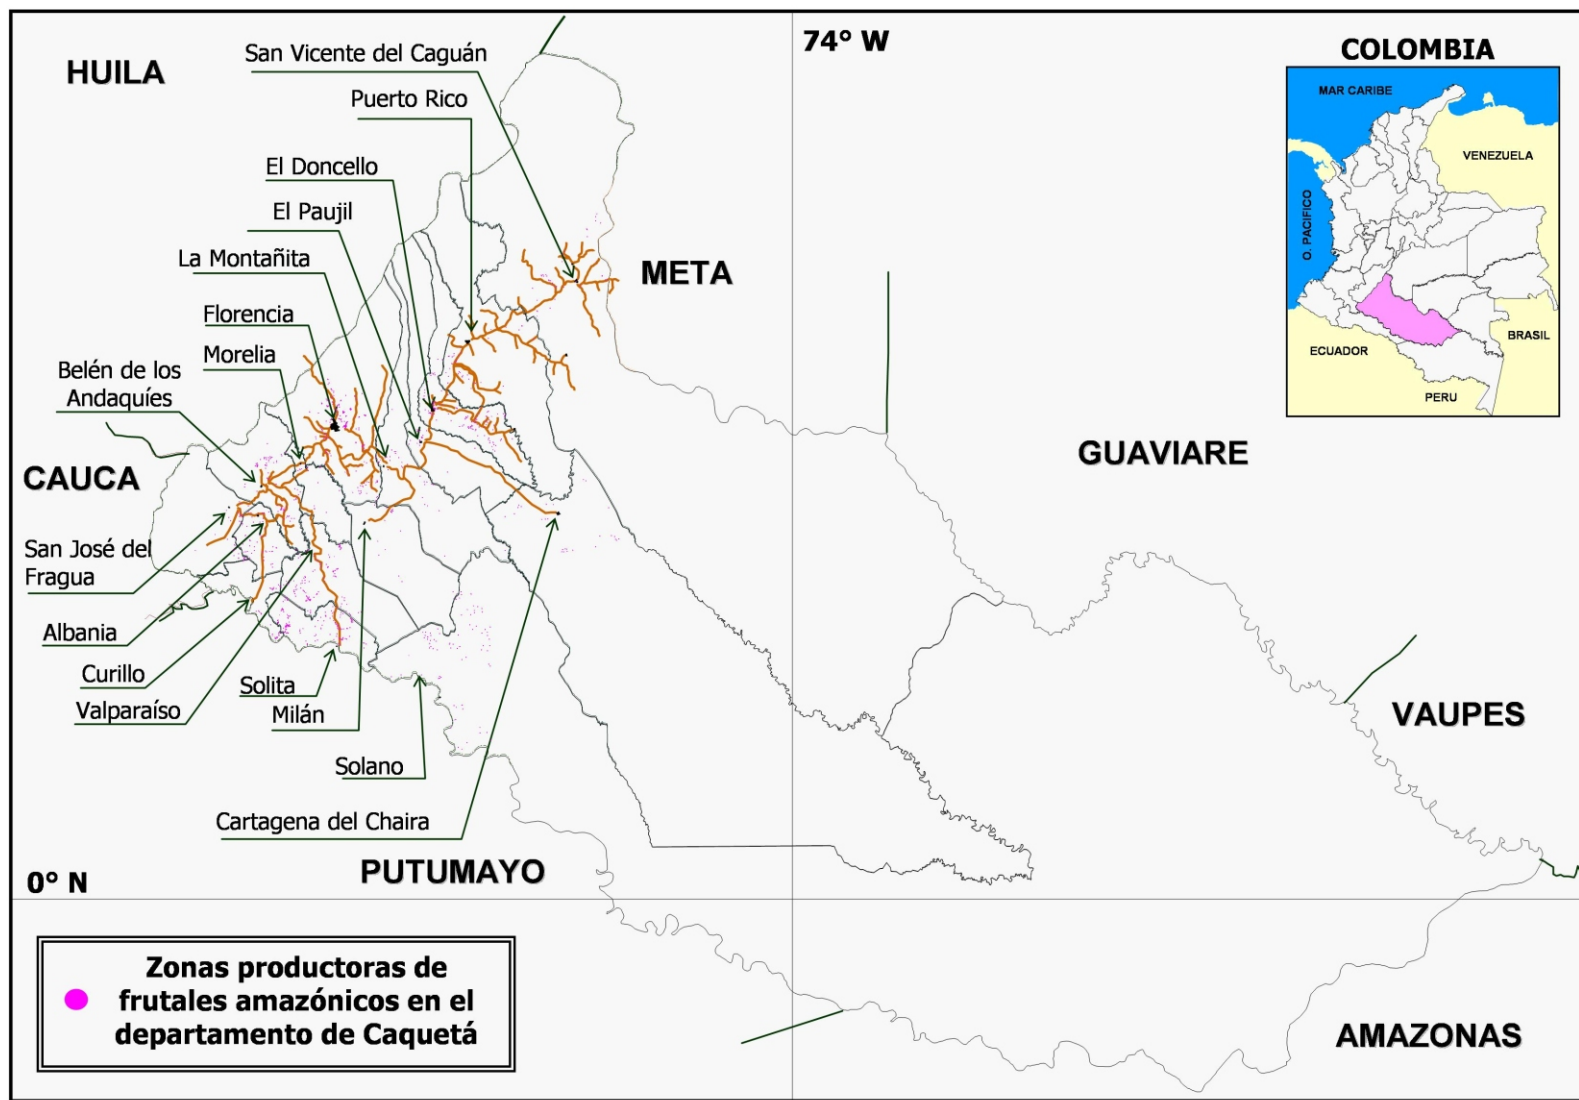 HUILA
San Vicente del Caguán
Puerto Rico
El Doncello
El Paujil
La Montañita
Florencia
Morelia
Belén de los
Andaquíes
CAUCA
San José del
Fragua
Albania
Curillo
Valparaíso
Solita
Milán
Solano
Cartagena del Chaira
PUTUMAYO
0° N
74° W
META
GUAVIARE
VAUPES
AMAZONAS
COLOMBIA
MAR CARIBE
VENEZUELA
O. PACIFICO
BRASIL
ECUADOR
PERU
Zonas productoras de
frutales amazónicos en el
departamento de Caquetá